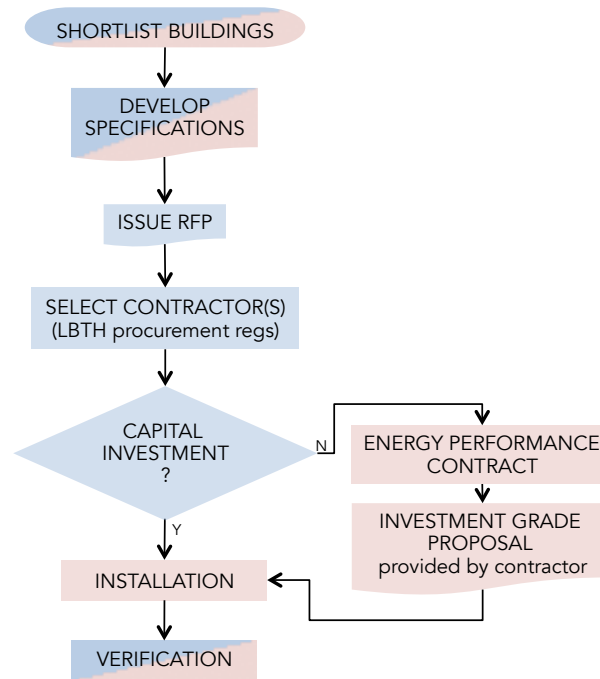 SHORTLIST BUILDINGS
DEVELOP
SPECIFICATIONS
ISSUE RFP
SELECT CONTRACTOR(S)
(LBTH procurement regs)
CAPITAL
INVESTMENT
?
N
ENERGY PERFORMANCE
CONTRACT
INVESTMENT GRADE
PROPOSAL
provided by contractor
Y
INSTALLATION
VERIFICATION